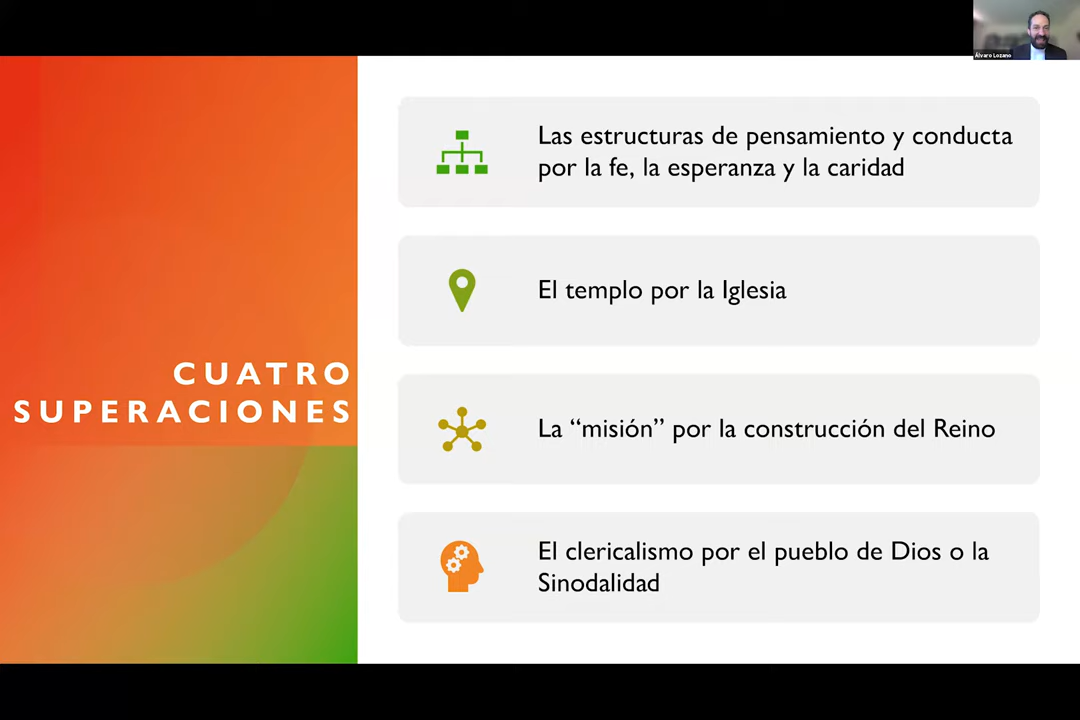 Álvaro Lozano
CUATRO
SUPERACIONES
Las estructuras de pensamiento y conducta
por la fe, la esperanza y la caridad
El templo por la Iglesia
La “misión” por la construcción del Reino
El clericalismo por el pueblo de Dios o la
Sinodalidad